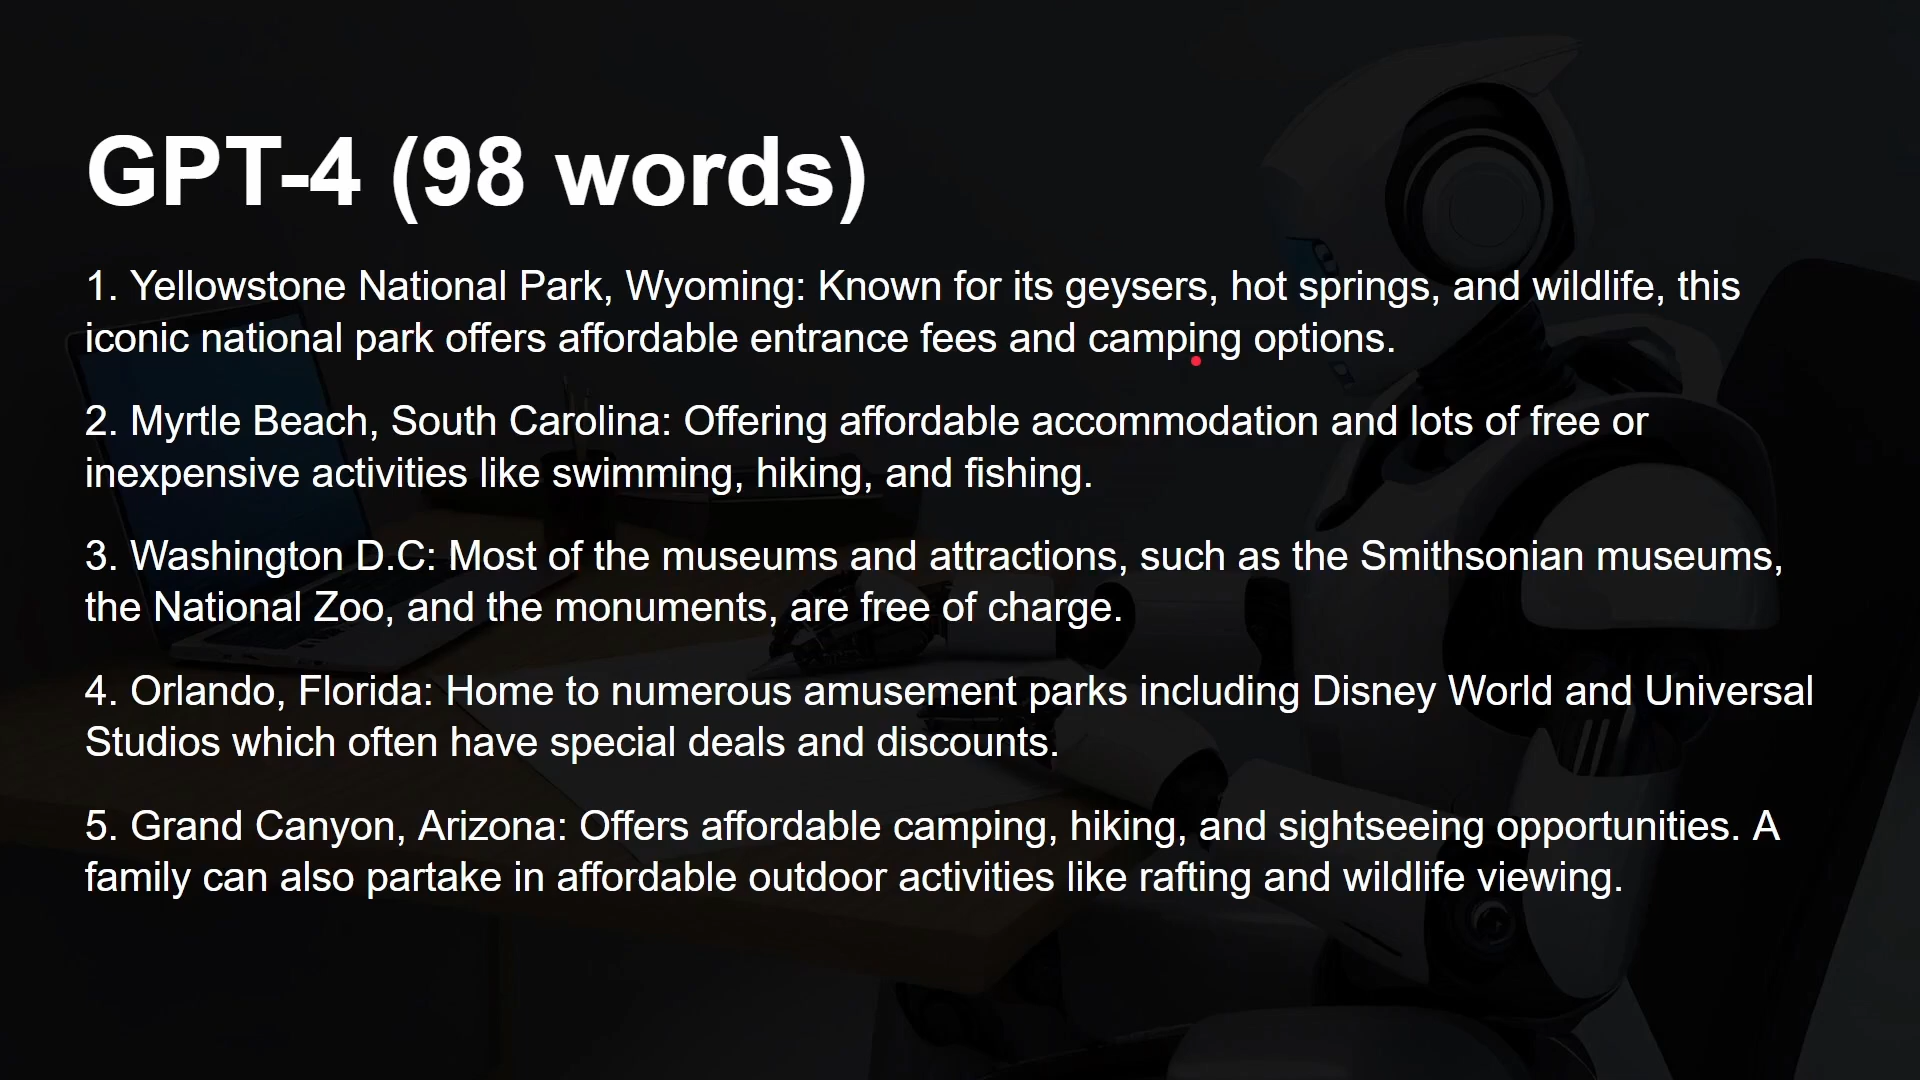 GPT-4 (98 words)
1. Yellowstone National Park, Wyoming: Known for its geysers, hot springs, and wildlife, this
iconic national park offers affordable entrance fees and camping options.
2. Myrtle Beach, South Carolina: Offering affordable accommodation and lots of free or
inexpensive activities like swimming, hiking, and fishing.
3. Washington D.C: Most of the museums and attractions, such as the Smithsonian museums,
the National Zoo, and the monuments, are free of charge.
4. Orlando, Florida: Home to numerous amusement parks including Disney World and Universal
Studios which often have special deals and discounts.
5. Grand Canyon, Arizona: Offers affordable camping, hiking, and sightseeing opportunities. A
family can also partake in affordable outdoor activities like rafting and wildlife viewing.